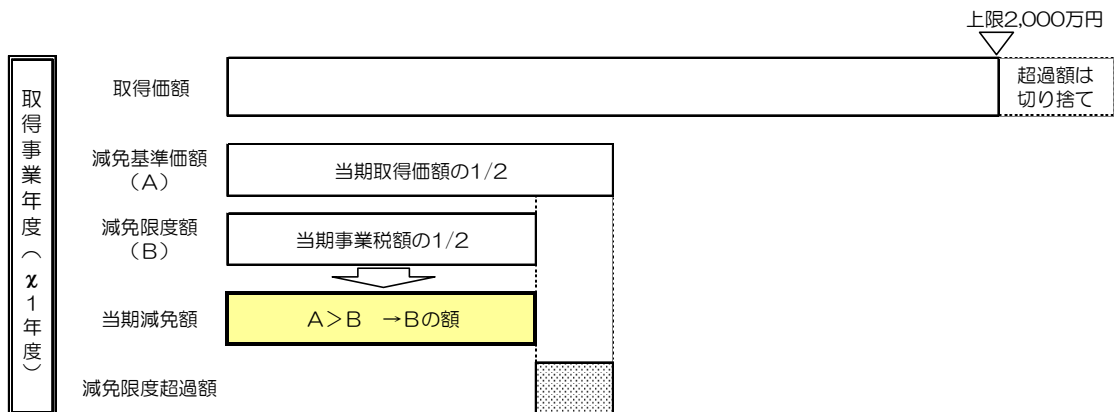 上限2,000万円
取得事業年度（χ1年度）
取得価額
超過額は
切り捨て
減免基準価額
（A）
当期取得価額の1/2
減免限度額
（B）
当期事業税額の1/2
当期減免額
A＞B　→Bの額
減免限度超過額